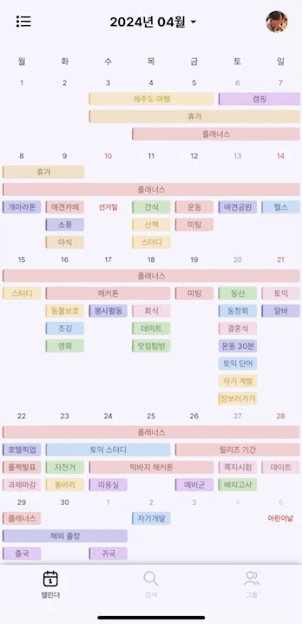 2024년 04월
월 화 수 목 금 토 일
1 2 3 4 5 6 7
제주도 여행 캠핑
휴가
플래너스
8 9 10 11 12 13 14
휴가
플래너스
개마라톤 애견카페 선거일 간식 운동 애견공원 헬스
소풍 산책 미팅
야식 스터디
15 16 17 18 19 20 21
플래너스
스터디 해커톤 미팅 등산 토익
동물보호 봉사활동 회식 동창회 알바
조깅 데이트 결혼식
영화 맛집탐방 운동 30분
토익 단어
자기 계발
장보러가기
22 23 24 25 26 27 28
플래너스
호텔픽업 토익 스터디 릴리즈 기간
플젝발표 자전거 막바지 해커톤 쪽지시험 데이트
과제마감 동아리 미용실 예비군 배치고사
29 30 1 2 3 4 5
플래너스 자기개발 어린이날
해외 출장
출국 귀국
캘린더 검색 그룹